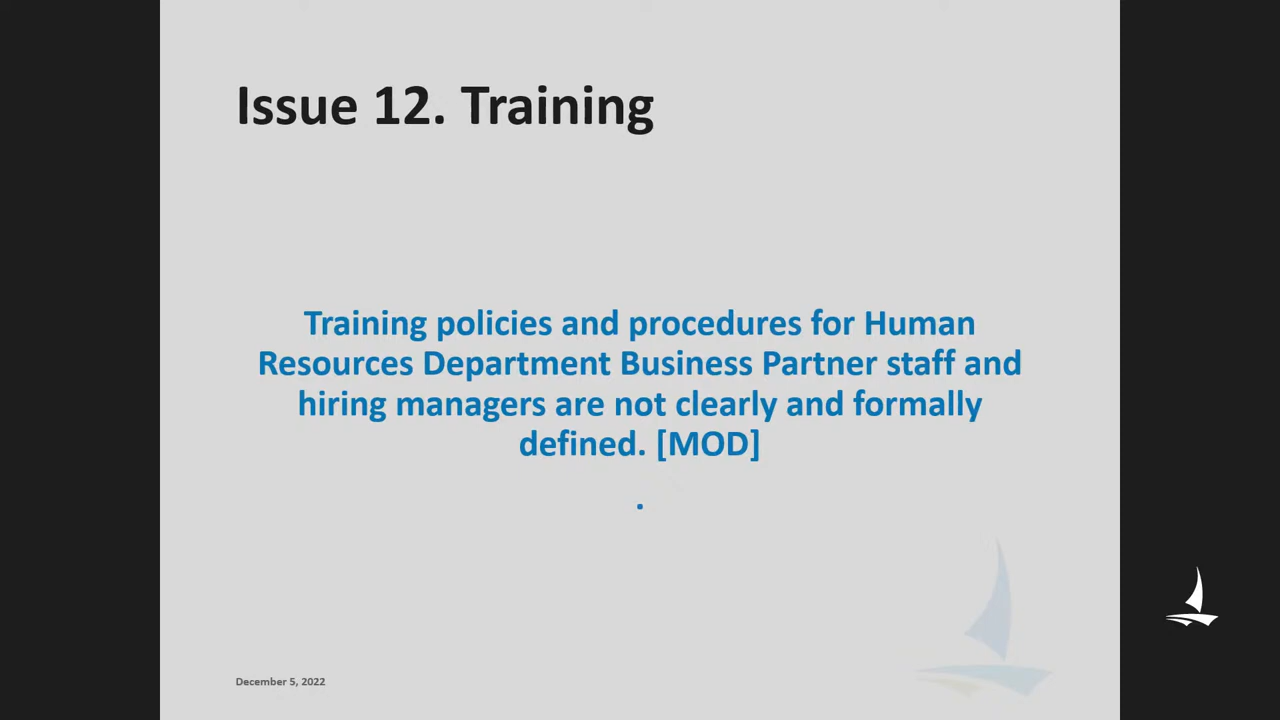 Issue 12. Training
Training policies and procedures for Human
Resources Department Business Partner staff and
hiring managers are not clearly and formally
defined. [MOD]
.
December 5, 2022